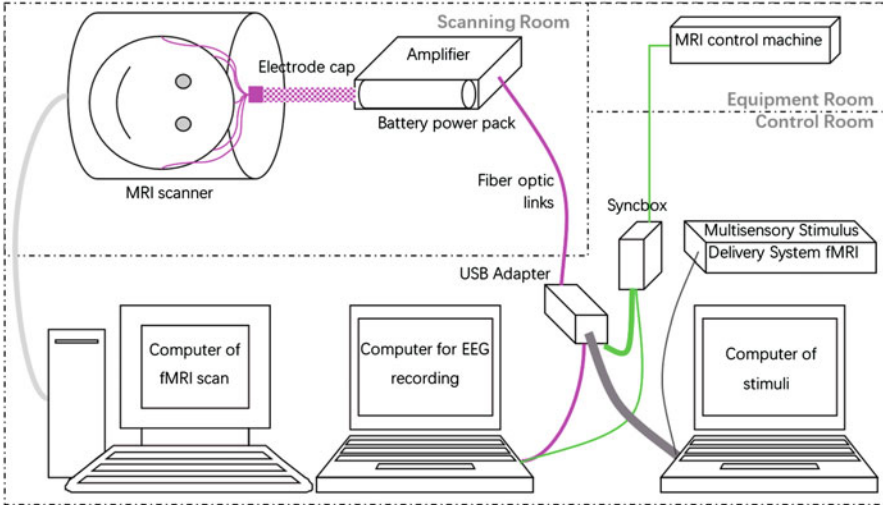 Scanning Room
Amplifier
Electrode cap
Battery power pack
MRI scanner
Fiber optic
links
MRI control machine
Equipment Room
Control Room
Syncbox
Multisensory Stimulus
Delivery System fMRI
USB Adapter
Computer of
fMRI scan
Computer for EEG
recording
Computer of
stimuli